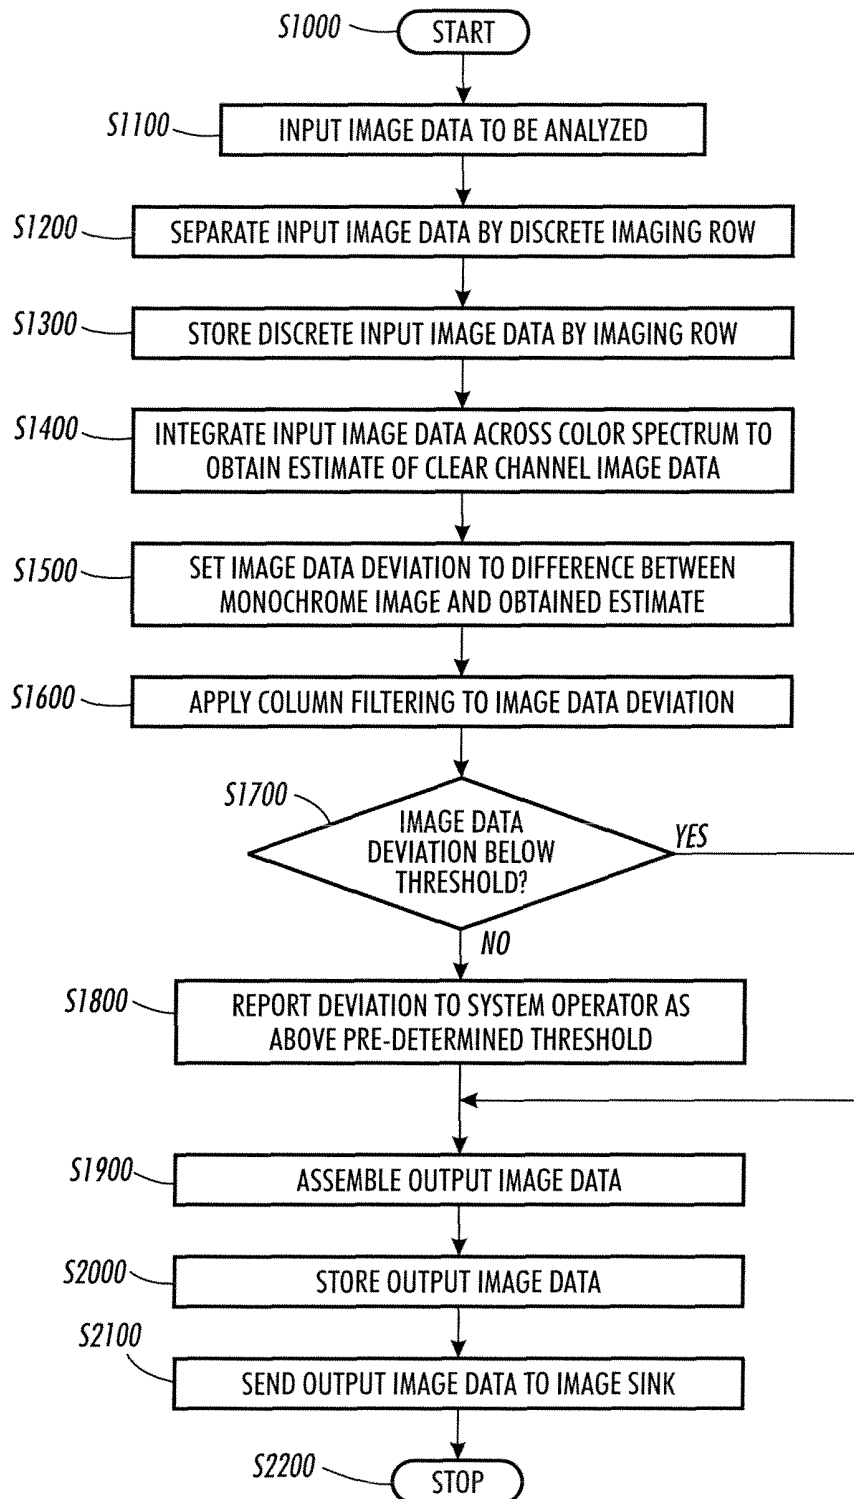 S1000
START
S1100
INPUT IMAGE DATA TO BE ANALYZED
S1200
SEPARATE INPUT IMAGE DATA BY DISCRETE IMAGING ROW
S1300
STORE DISCRETE INPUT IMAGE DATA BY IMAGING ROW
S1400
INTEGRATE INPUT IMAGE DATA ACROSS COLOR SPECTRUM TO
OBTAIN ESTIMATE OF CLEAR CHANNEL IMAGE DATA
S1500
SET IMAGE DATA DEVIATION TO DIFFERENCE BETWEEN
MONOCHROME IMAGE AND OBTAINED ESTIMATE
S1600
APPLY COLUMN FILTERING TO IMAGE DATA DEVIATION
S1700
IMAGE DATA
DEVIATION BELOW
THRESHOLD?
YES
NO
S1800
REPORT DEVIATION TO SYSTEM OPERATOR AS
ABOVE PRE-DETERMINED THRESHOLD
S1900
ASSEMBLE OUTPUT IMAGE DATA
S2000
STORE OUTPUT IMAGE DATA
S2100
SEND OUTPUT IMAGE DATA TO IMAGE SINK
S2200
STOP